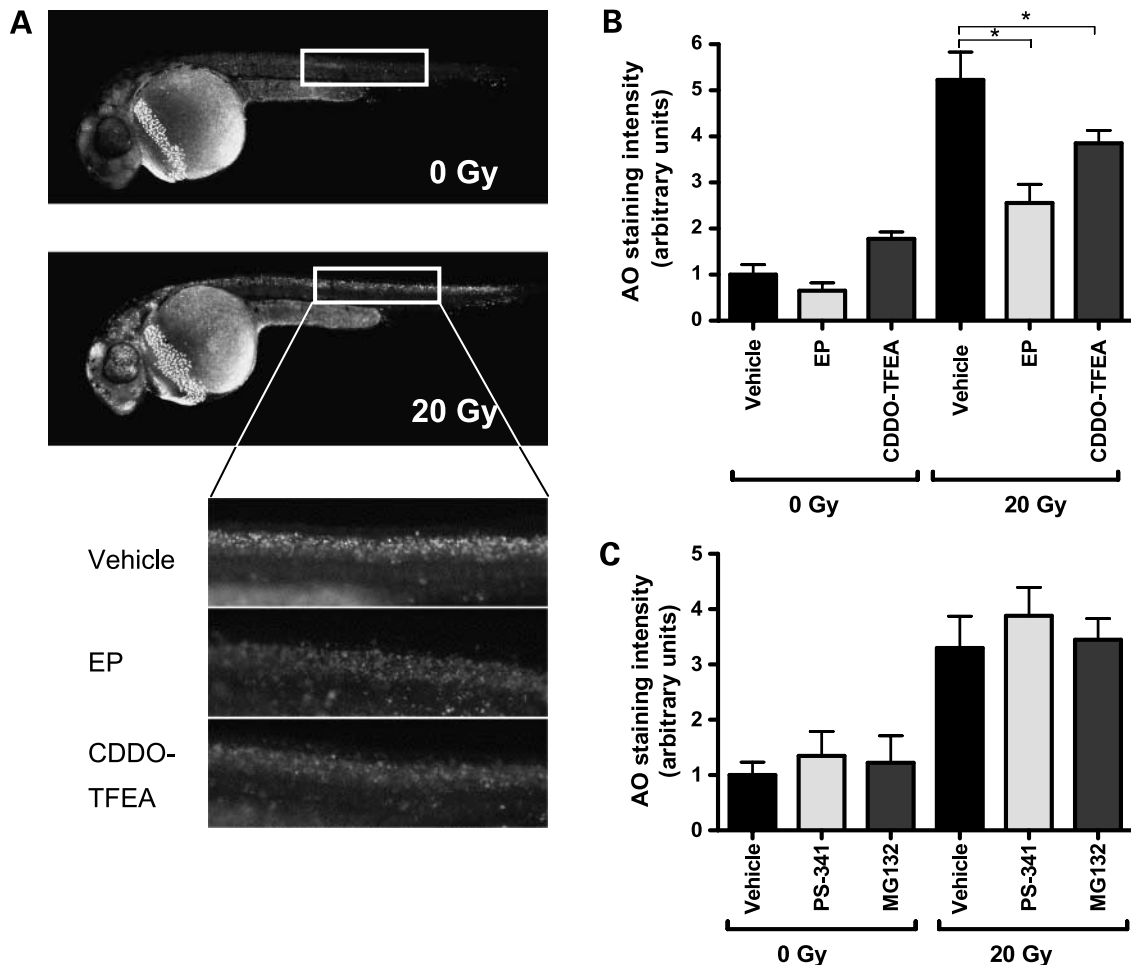 A
0 Gy
20 Gy
Vehicle
EP
CDDO-
TFEA
B
AO staining intensity
(arbitrary units)
6
5
4
3
2
1
0
*
*
Vehicle
EP
CDDO-TFEA
Vehicle
EP
CDDO-TFEA
0 Gy
20 Gy
C
AO staining intensity
(arbitrary units)
5
4
3
2
1
0
Vehicle
PS-341
MG132
Vehicle
PS-341
MG132
0 Gy
20 Gy